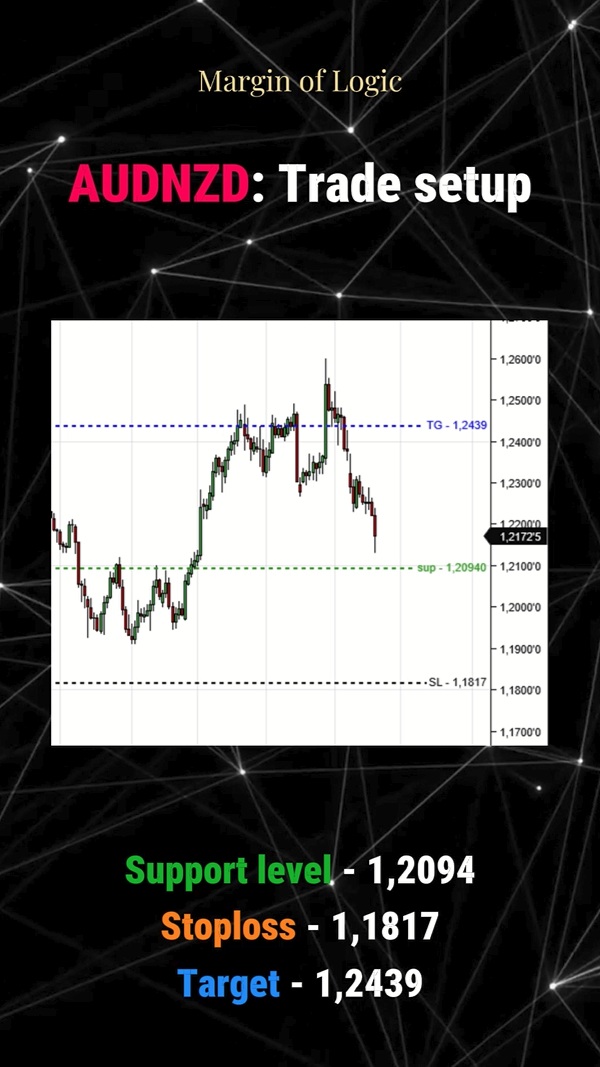 Margin of Logic
AUDNZD: Trade setup
1,2600'0
1,2500'0
TG - 1,2439
1,2400'0
1,2300'0
1,2200'0
1,2172'5
sup - 1,20940
1,2100'0
1,2000'0
1,1900'0
SL - 1,1817
1,1800'0
1,1700'0
Support level - 1,2094
Stoploss - 1,1817
Target - 1,2439